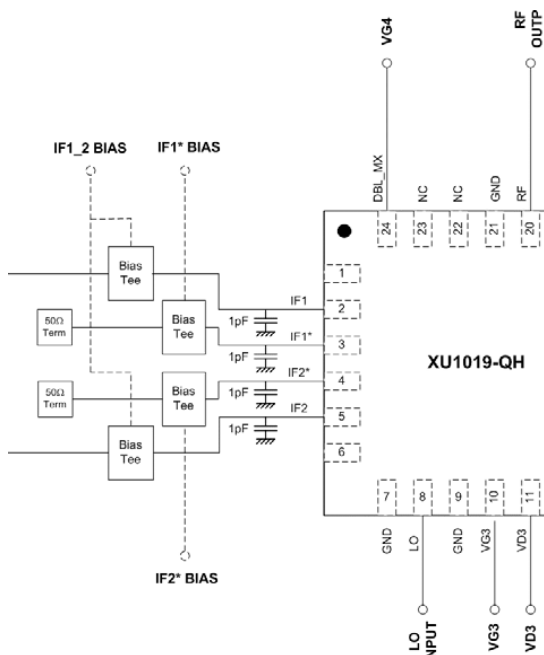 VG4
RF
OUTP
IF1_2 BIAS
IF1* BIAS
DBL_MX
NC
NC
GND
RF
24
23
22
21
20
Bias
Tee
1
IF1
2
50Ω
Term
Bias
Tee
1pF
IF1*
3
XU1019-QH
1pF
IF2*
4
50Ω
Term
Bias
Tee
1pF
IF2
5
Bias
Tee
1pF
6
7
8
9
10
11
GND
LO
GND
VG3
VD3
IF2* BIAS
LO
NPUT
VG3
VD3